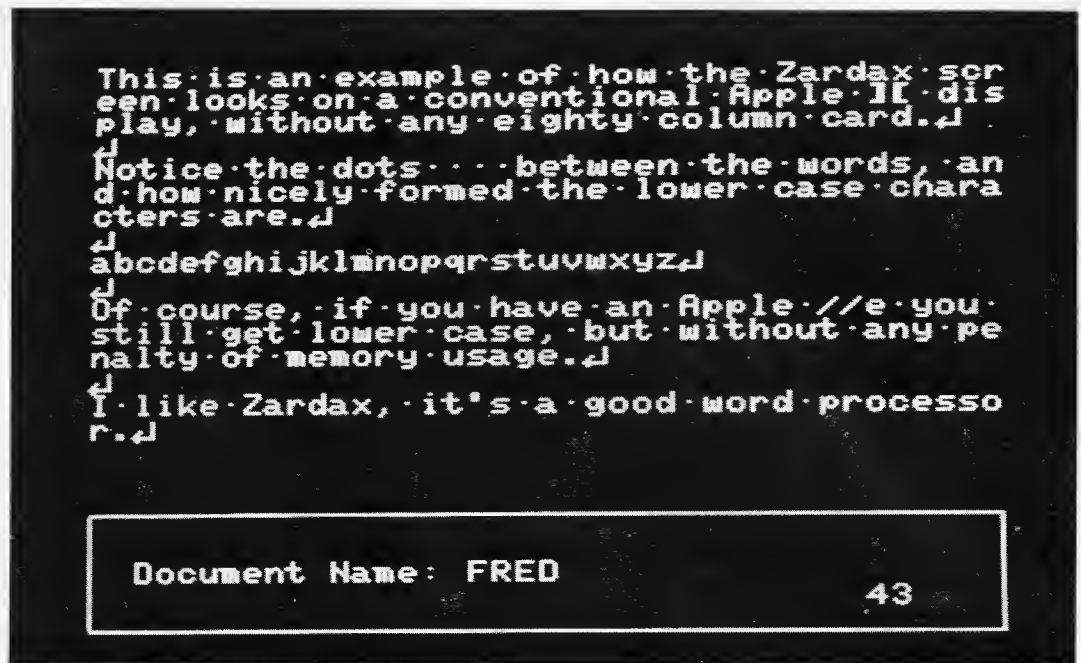 This·is·an·example·of·how·the·Zardax·scr
een·looks·on·a·conventional·Apple·][·dis
play,·without·any·eighty·column·card.↵
↵
Notice·the·dots····between·the·words,·an
d·how·nicely·formed·the·lower·case·chara
cters·are.↵
↵
abcdefghijklmnopqrstuvwxyz↵
↵
Of·course,·if·you·have·an·Apple·//e·you·
still·get·lower·case,·but·without·any·pe
nalty·of·memory·usage.↵
↵
I·like·Zardax,·it's·a·good·word·processo
r.↵
Document Name: FRED
43